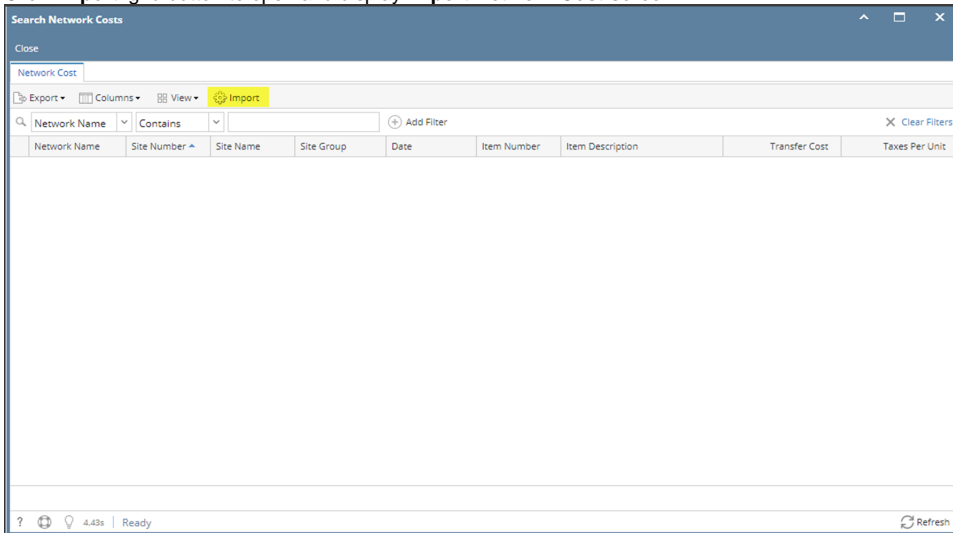 Search Network Costs
Close
Network Cost
Export Columns View Import
Network Name Contains Add Filter Clear Filters
Network Name Site Number Site Name Site Group Date Item Number Item Description Transfer Cost Taxes Per Unit
? 4.43s Ready Refresh